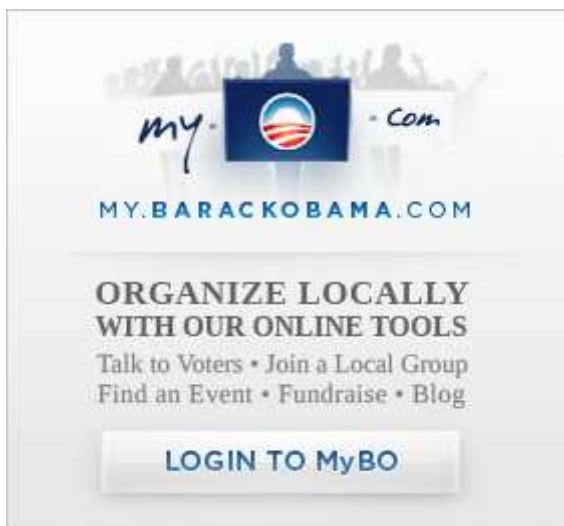 my. .com
MY.BARACKOBAMA.COM
ORGANIZE LOCALLY
WITH OUR ONLINE TOOLS
Talk to Voters • Join a Local Group
Find an Event • Fundraise • Blog
LOGIN TO MyBO